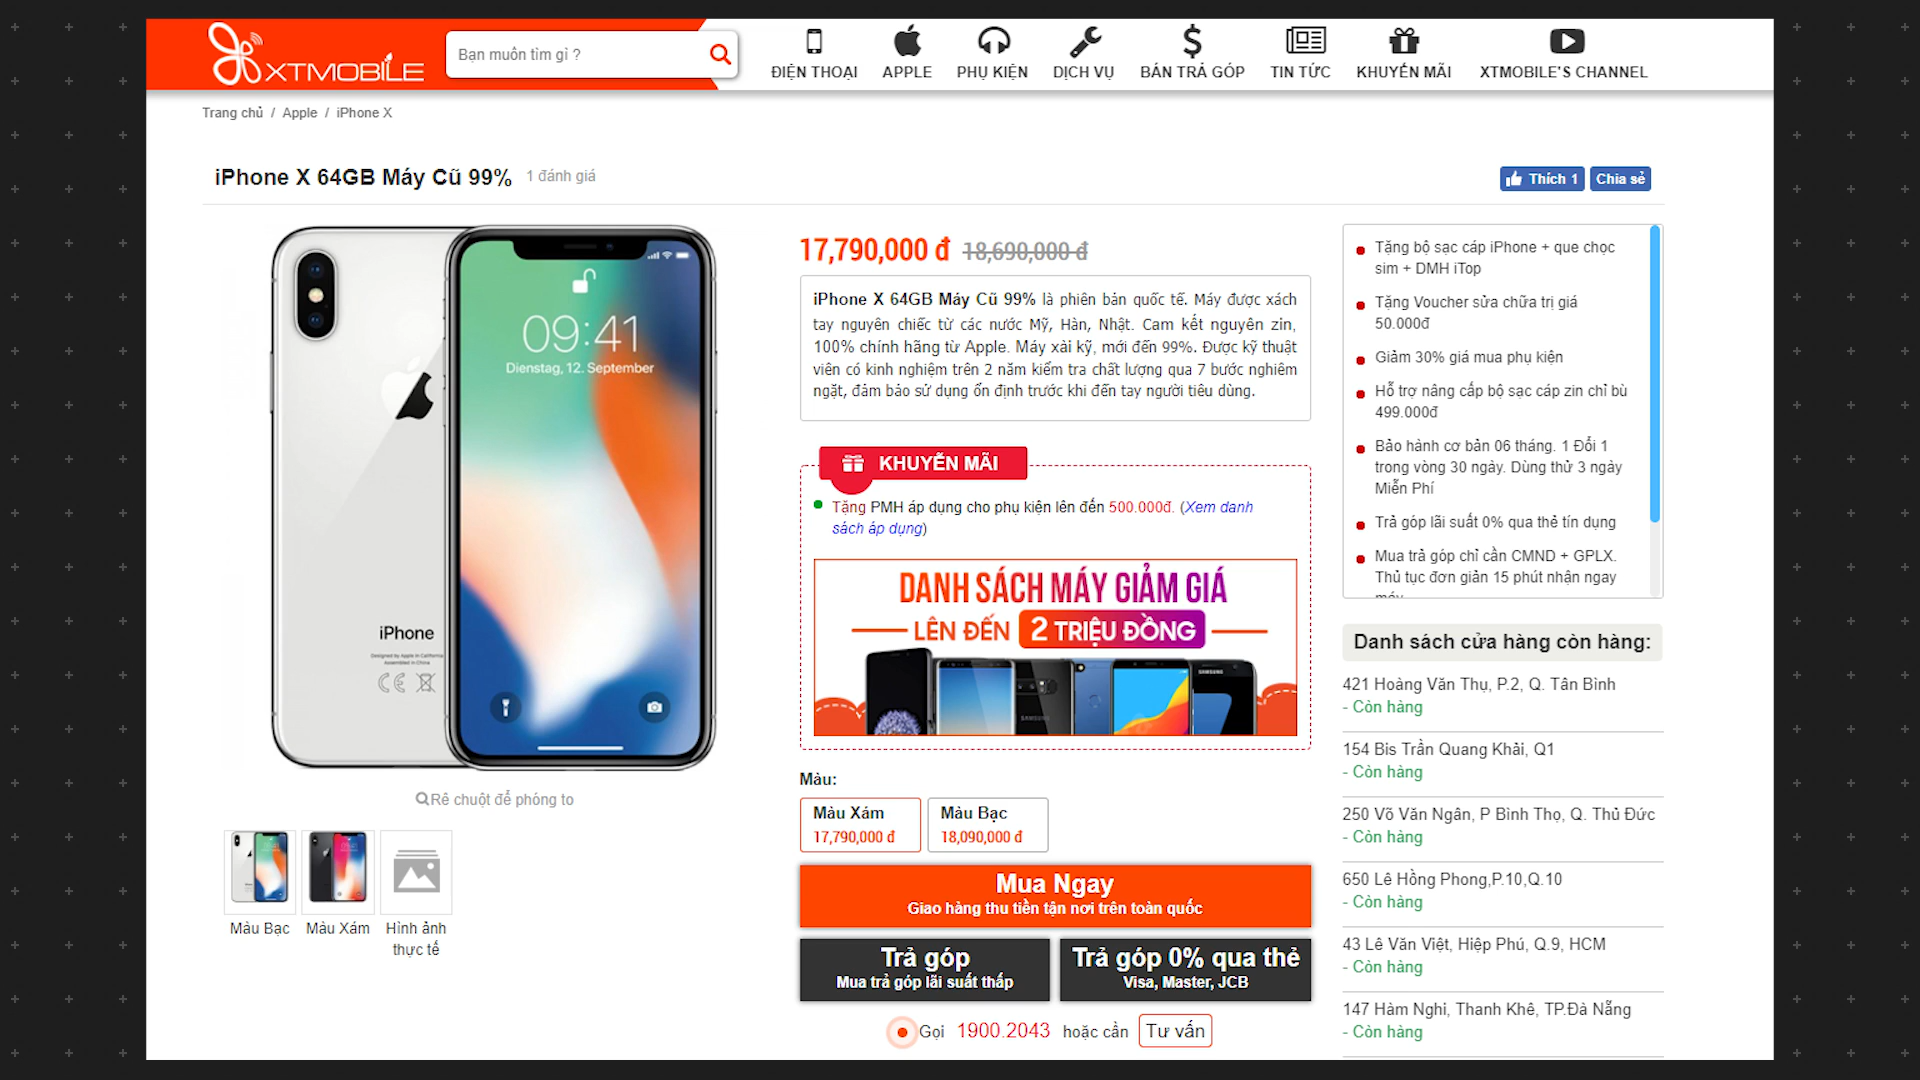 XTMOBILE
Bạn muôn tìm gì ?
ĐIỆN THOẠI
APPLE
PHỤ KIỆN
DỊCH VỤ
BÁN TRẢ GÓP
TIN TỨC
KHUYẾN MÃI
XTMOBILE'S CHANNEL
Trang chủ / Apple / iPhone X
iPhone X 64GB Máy Cũ 99%
1 đánh giá
Thích 1
Chia sẻ
09:41
Dienstag, 12. September
iPhone
Designed by Apple in California
Assembled in China
Rê chuột để phóng to
Màu Bạc
Màu Xám
Hình ảnh
thực tế
17,790,000 đ
18,690,000 đ
iPhone X 64GB Máy Cũ 99% là phiên bản quốc tế. Máy được xách
tay nguyên chiếc từ các nước Mỹ, Hàn, Nhật. Cam kết nguyên zin,
100% chính hãng từ Apple. Máy xài kỹ, mới đến 99%. Được kỹ thuật
viên có kinh nghiệm trên 2 năm kiểm tra chất lượng qua 7 bước nghiêm
ngặt, đảm bảo sử dụng ổn định trước khi đến tay người tiêu dùng.
KHUYỄN MÃI
Tặng PMH áp dụng cho phụ kiện lên đến 500.000đ. (Xem danh
sách áp dụng)
DANH SÁCH MÁY GIẢM GIÁ
LÊN ĐẾN 2 TRIỆU ĐỒNG
SAMSUNG
SAMSUNG
Màu:
Màu Xám
17,790,000 đ
Màu Bạc
18,090,000 đ
Mua Ngay
Giao hàng thu tiền tận nơi trên toàn quốc
Trả góp
Mua trả góp lãi suất thấp
Trả góp 0% qua thẻ
Visa, Master, JCB
Gọi 1900.2043 hoặc cần Tư vấn
Tặng bộ sạc cáp iPhone + que chọc
sim + DMH iTop
Tặng Voucher sửa chữa trị giá
50.000đ
Giảm 30% giá mua phụ kiện
Hỗ trợ nâng cấp bộ sạc cáp zin chỉ bù
499.000đ
Bảo hành cơ bản 06 tháng. 1 Đổi 1
trong vòng 30 ngày. Dùng thử 3 ngày
Miễn Phí
Trả góp lãi suất 0% qua thẻ tín dụng
Mua trả góp chỉ cần CMND + GPLX.
Thủ tục đơn giản 15 phút nhận ngay
máy
Danh sách cửa hàng còn hàng:
421 Hoàng Văn Thụ, P.2, Q. Tân Bình
- Còn hàng
154 Bis Trần Quang Khải, Q1
- Còn hàng
250 Võ Văn Ngân, P Bình Thọ, Q. Thủ Đức
- Còn hàng
650 Lê Hồng Phong,P.10,Q.10
- Còn hàng
43 Lê Văn Việt, Hiệp Phú, Q.9, HCM
- Còn hàng
147 Hàm Nghi, Thanh Khê, TP.Đà Nẵng
- Còn hàng